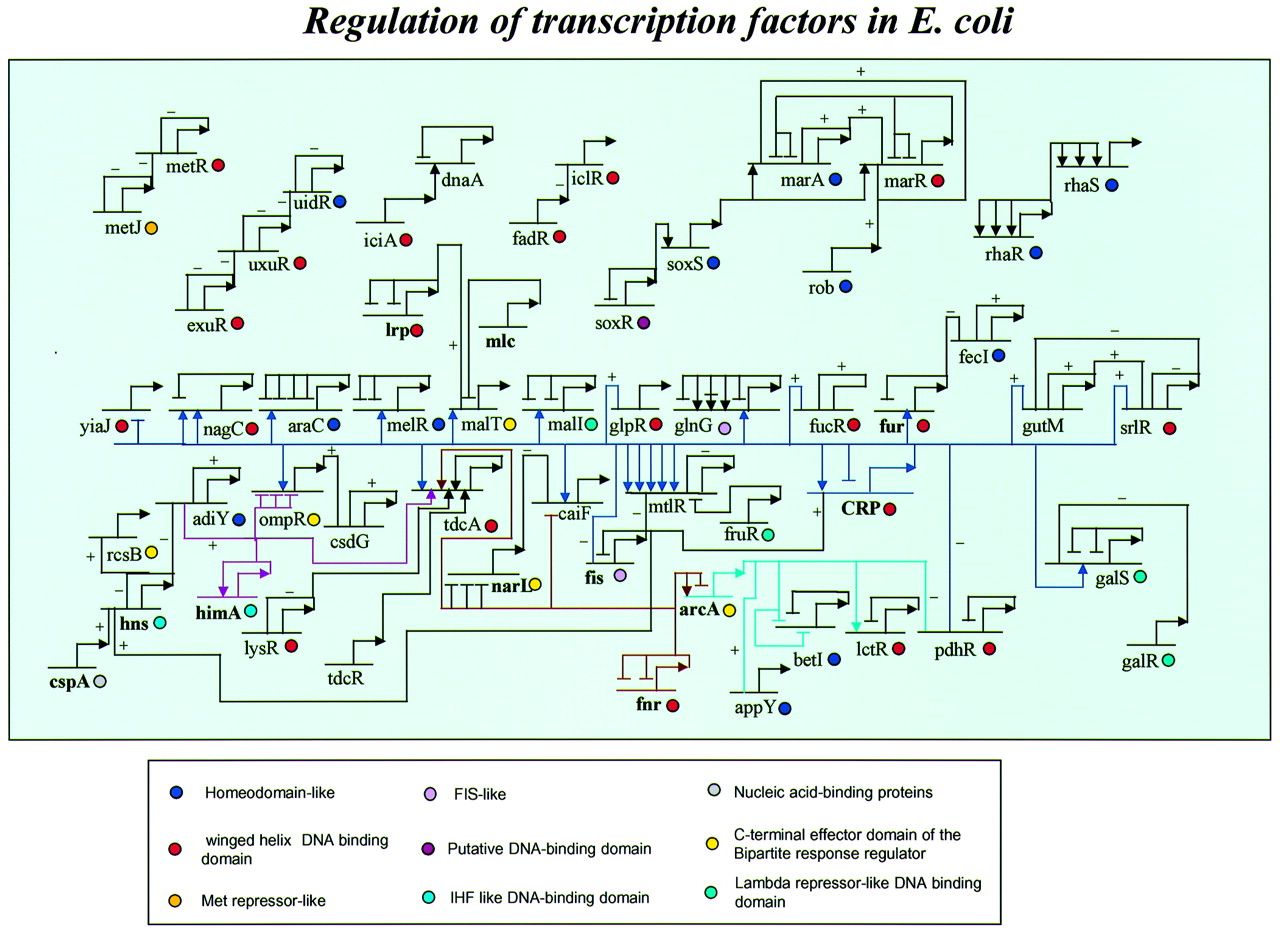 Regulation of transcription factors in E. coli
+
+
+
metR
metJ
uidR
uxuR
exuR
dnaA
iciA
iclR
fadR
marA
marR
rhaS
rhaR
soxS
soxR
rob
+
lrp
mlc
+
fecI
+
yiaJ
nagC
araC
melR
malT
malI
glpR
glnG
fucR
fur
gutM
srlR
+
+
+
+
+
+
+
adiY
ompR
csdG
tdcA
caiF
mtlR
fruR
CRP
+
+
+
+
+
rcsB
+
hns
himA
lysR
narL
fis
arcA
galS
+
+
cspA
tdcR
fnr
+
appY
betI
lctR
pdhR
galR
Homeodomain-like
FIS-like
Nucleic acid-binding proteins
winged helix DNA binding
domain
Putative DNA-binding domain
C-terminal effector domain of the
Bipartite response regulator
Met repressor-like
IHF like DNA-binding domain
Lambda repressor-like DNA binding
domain